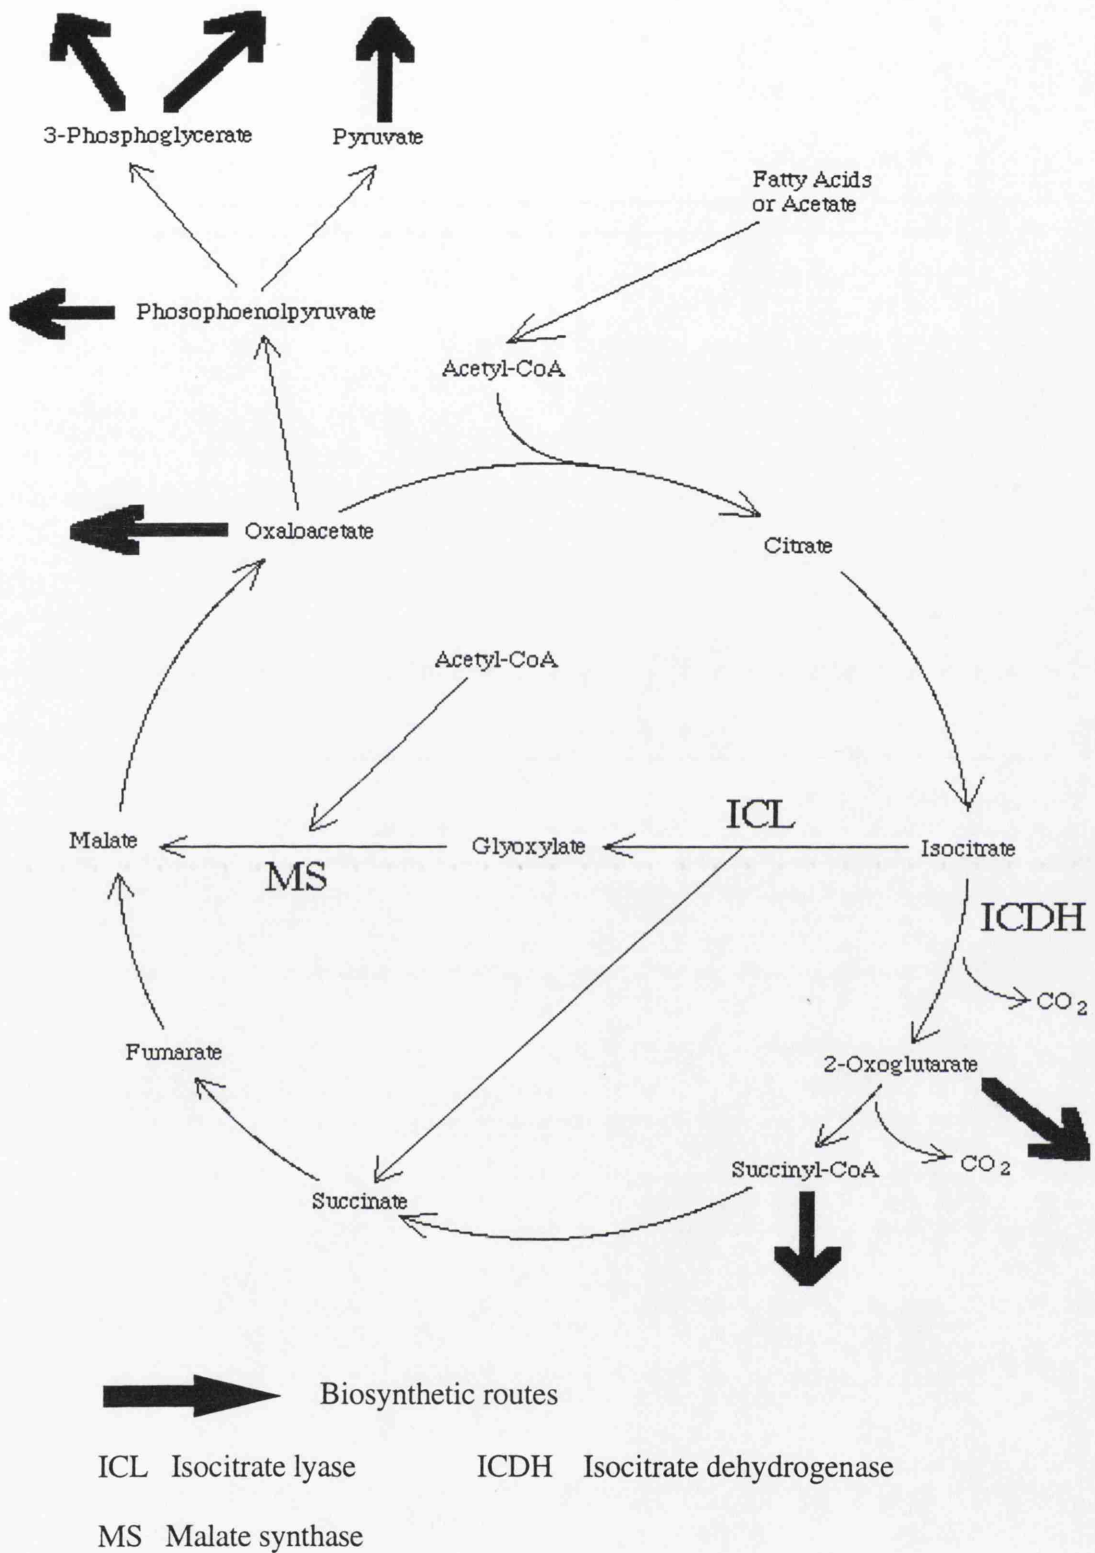 3-Phosphoglycerate
Pyruvate
Fatty Acids
or Acetate
Phosophoenolpyruvate
Acetyl-CoA
Oxaloacetate
Citrate
Acetyl-CoA
ICL
Malate
Glyoxylate
Isocitrate
MS
ICDH
CO2
Fumarate
2-Oxoglutarate
Succinyl-CoA
CO2
Succinate
Biosynthetic routes
ICL Isocitrate lyase
ICDH Isocitrate dehydrogenase
MS Malate synthase